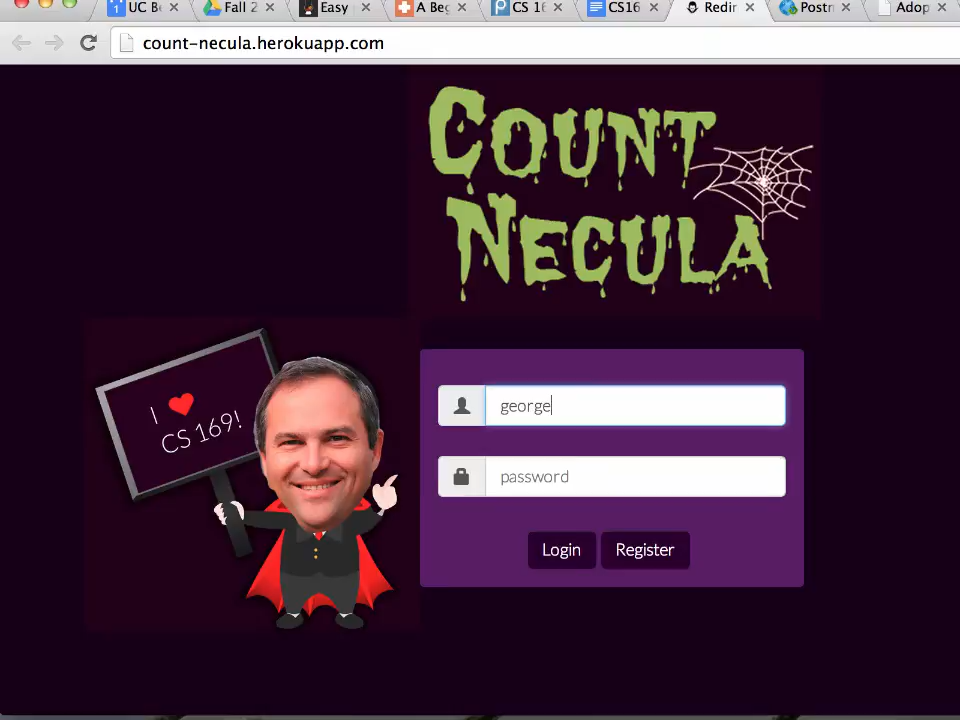 UC B
Fall 2
Easy
A Beg
CS 16
CS16
Redir
Postm
Adop
count-necula.herokuapp.com
COUNT
NECULA
I
CS 169!
george
password
Login
Register